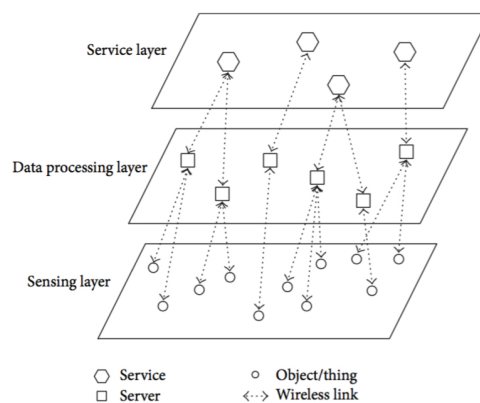 Service layer
Data processing layer
Sensing layer
Service
Object/thing
Server
Wireless link